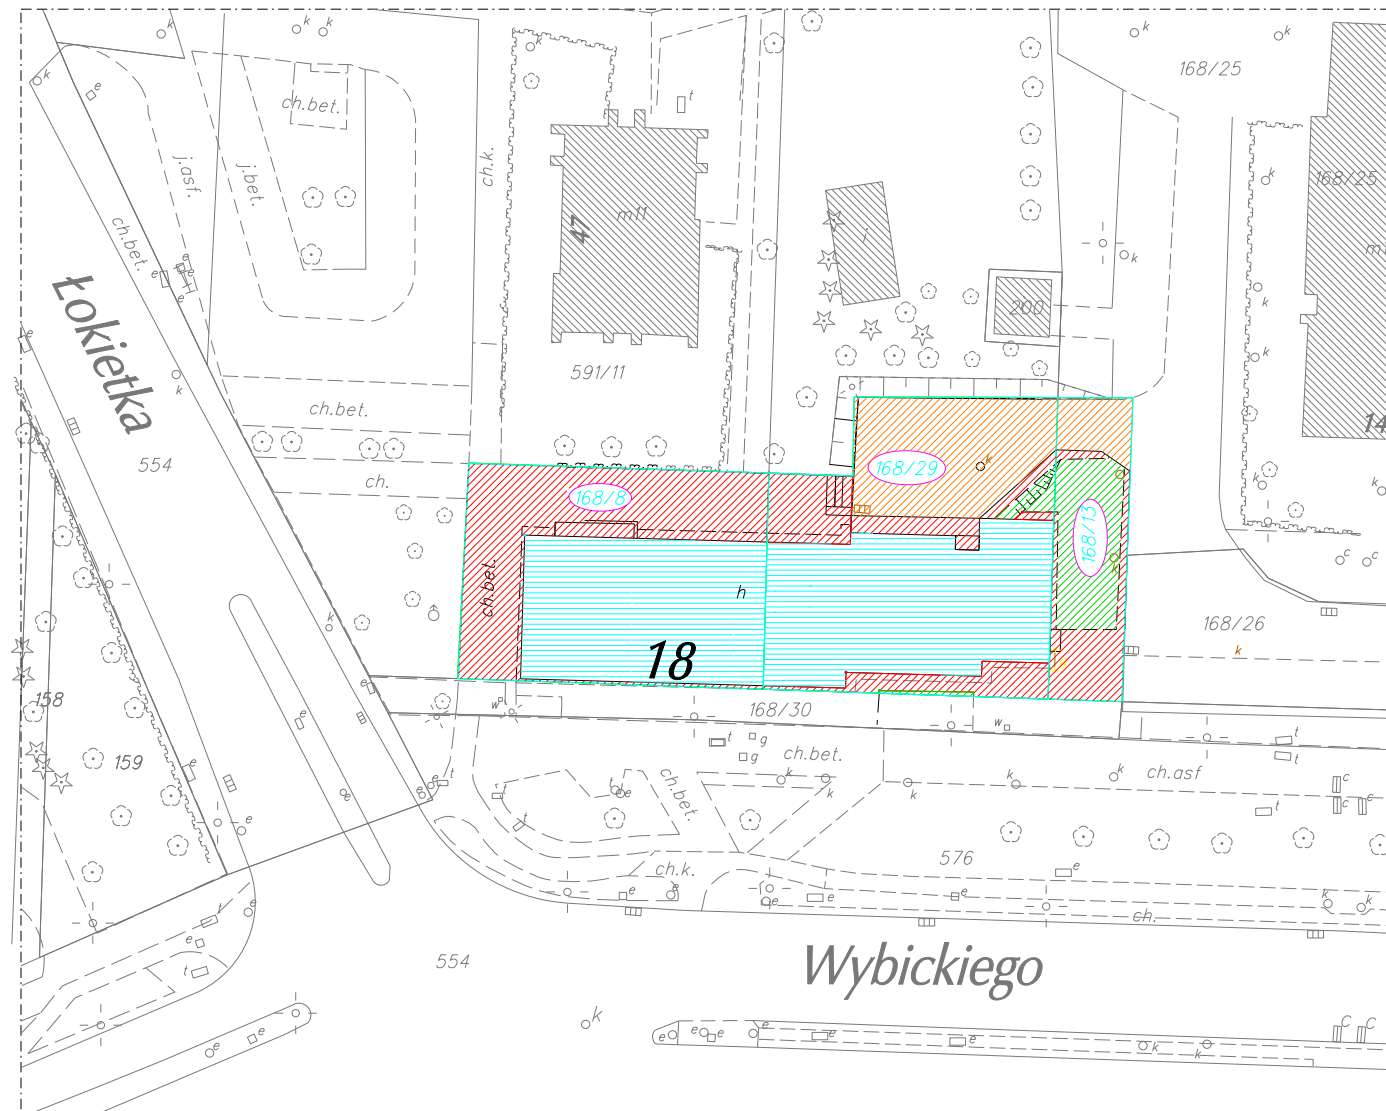 k
k
k
k
k
k
168/25
k
e
t
ch.bet.
ch.k.
j.asf.
j.bet.
168/25
k
m11
47
i
ch.bet.
e
e
e
e
k
k
200
Łokietka
e
k
k
591/11
ch.bet.
14
554
ch.
k
168/29
k
k
168/8
168/13
k
c
c
ch.bet.
h
k
168/26
k
18
158
e
w
168/30
w
e
t
g
g
ch.bet.
t
t
159
e
ch.bet.
ch.asf
k
k
k
k
k
c
c
c
t
e
t
e
e
e
t
t
e
576
ch.k.
e
e
e
e
e
e
k
k
t
e
e
t
ch.
554
Wybickiego
k
e
e
e
e
e
e
e
e
k
k
C
C